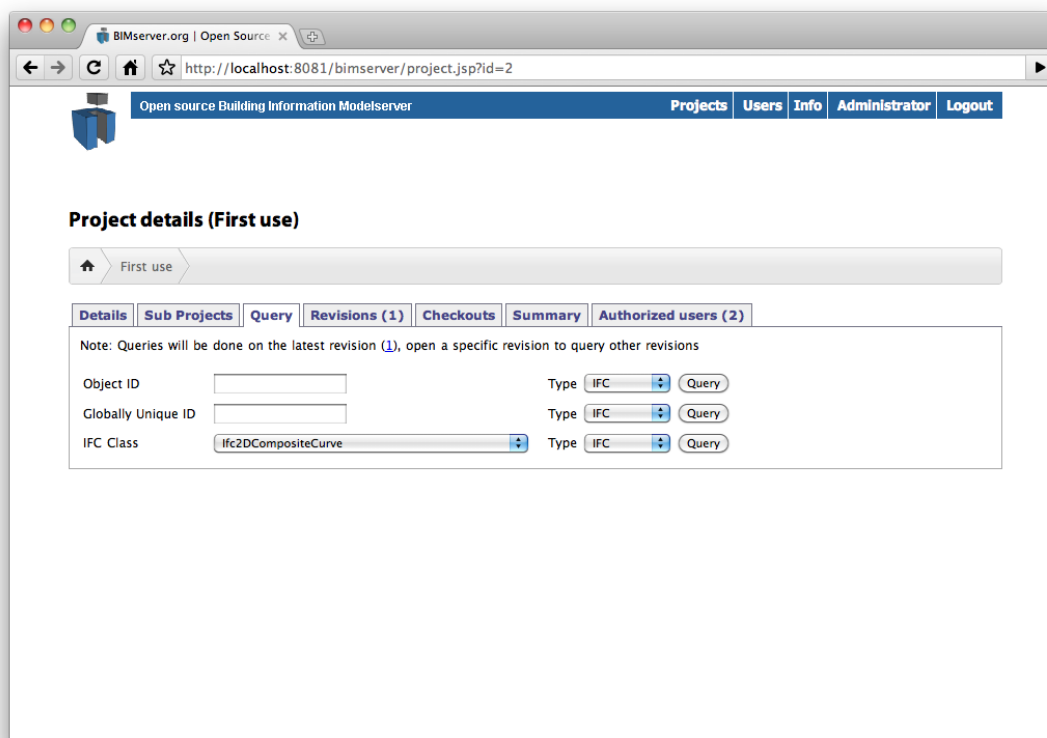 BIMserver.org | Open Source
http://localhost:8081/bimserver/project.jsp?id=2
Open source Building Information Modelserver Projects Users Info Administrator Logout
Project details (First use)
First use
Details Sub Projects Query Revisions (1) Checkouts Summary Authorized users (2)
Note: Queries will be done on the latest revision (1), open a specific revision to query other revisions
Object ID Type IFC Query
Globally Unique ID Type IFC Query
IFC Class Ifc2DCompositeCurve Type IFC Query